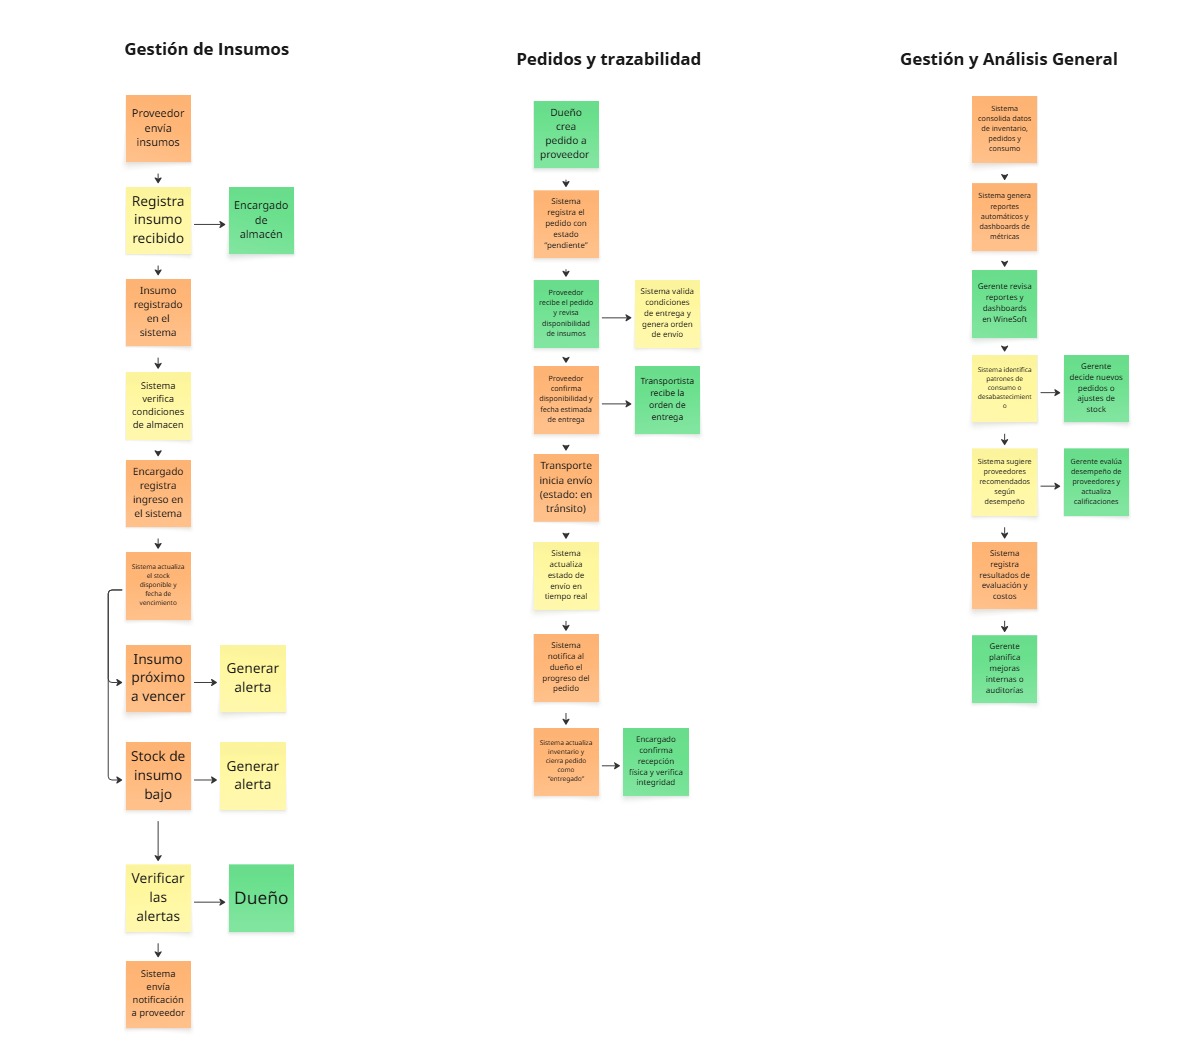 Gestión de Insumos
Proveedor
envía
insumos
Registra
insumo
recibido
Encargado
de
almacén
Insumo
registrado
en el
sistema
Sistema
verifica
condiciones
de almacen
Encargado
registra
ingreso en
el sistema
Sistema actualiza
el stock
disponible y
fecha de
vencimiento
Insumo
próximo
a vencer
Generar
alerta
Stock de
insumo
bajo
Generar
alerta
Verificar
las
alertas
Dueño
Sistema
envía
notificación
a proveedor
Pedidos y trazabilidad
Dueño
crea
pedido a
proveedor
Sistema
registra el
pedido con
estado
“pendiente”
Proveedor
recibe el pedido
y revisa
disponibilidad
de insumos
Sistema valida
condiciones
de entrega y
genera orden
de envío
Proveedor
confirma
disponibilidad y
fecha estimada
de entrega
Transportista
recibe la
orden de
entrega
Transporte
inicia envío
(estado: en
tránsito)
Sistema
actualiza
estado de
envío en
tiempo real
Sistema
notifica al
dueño el
progreso del
pedido
Sistema actualiza
inventario y
cierra pedido
como
“entregado”
Encargado
confirma
recepción
física y verifica
integridad
Gestión y Análisis General
Sistema
consolida datos
de inventario,
pedidos y
consumo
Sistema genera
reportes
automáticos y
dashboards de
métricas
Gerente revisa
reportes y
dashboards
en WineSoft
Sistema identifica
patrones de
consumo o
desabastecimient
o
Gerente
decide nuevos
pedidos o
ajustes de
stock
Sistema sugiere
proveedores
recomendados
según
desempeño
Gerente evalúa
desempeño de
proveedores y
actualiza
calificaciones
Sistema
registra
resultados de
evaluación y
costos
Gerente
planifica
mejoras
internas o
auditorías